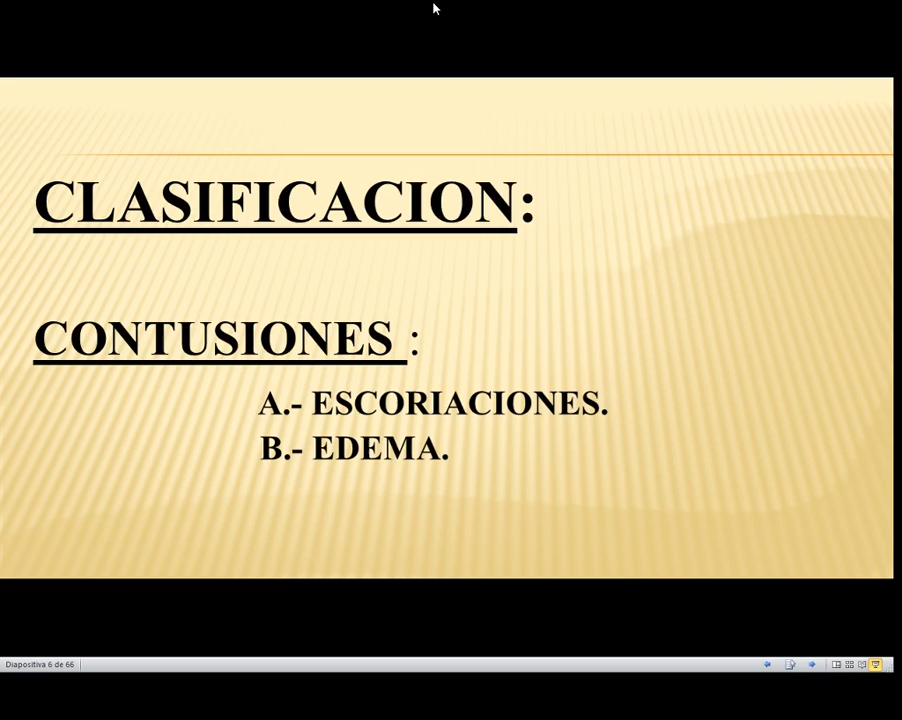 CLASIFICACION:
CONTUSIONES :
A.- ESCORIACIONES.
B.- EDEMA.
Diapositiva 6 de 66